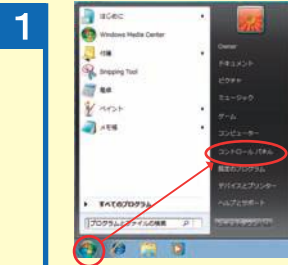 1
はじめに
Windows Media Center
付箋
Snipping Tool
電卓
ペイント
メモ帳
すべてのプログラム
プログラムとファイルの検索
Owner
ドキュメント
ピクチャ
ミュージック
ゲーム
コンピューター
コントロール パネル
既定のプログラム
デバイスとプリンター
ヘルプとサポート